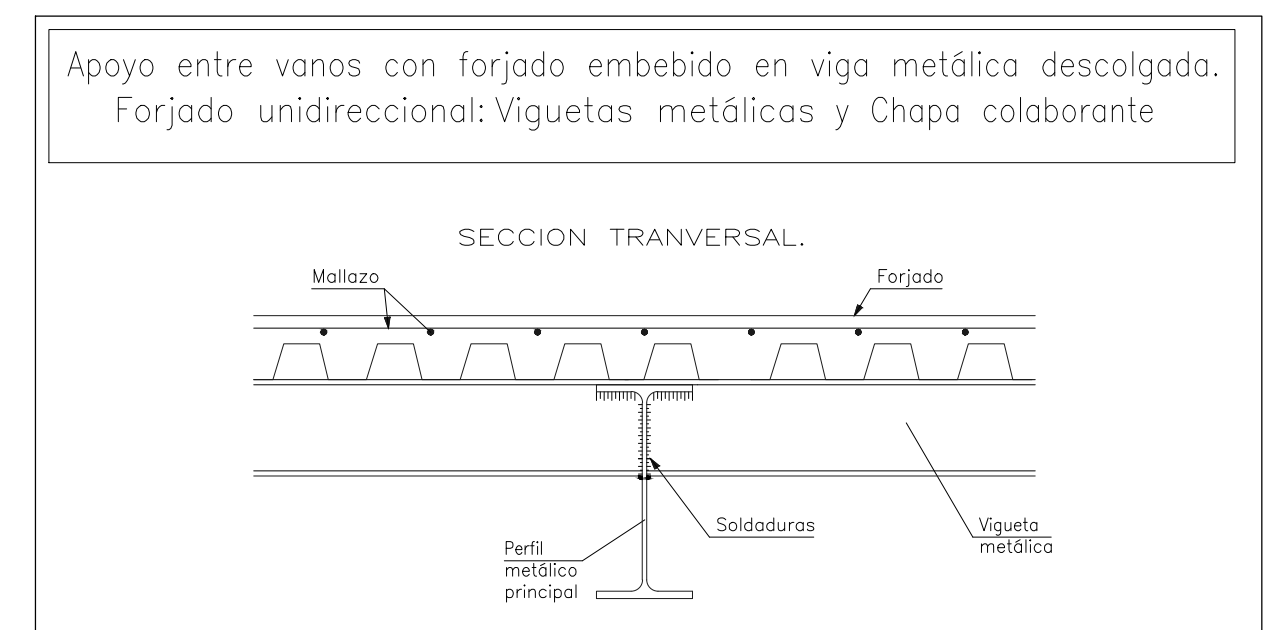 Apoyo entre vanos con forjado embebido en viga metálica descolgada.
Forjado unidireccional: Viguetas metálicas y Chapa colaborante
SECCION TRANVERSAL.
Mallazo
Forjado
Soldaduras
Vigueta
metálica
Perfil
metálico
principal